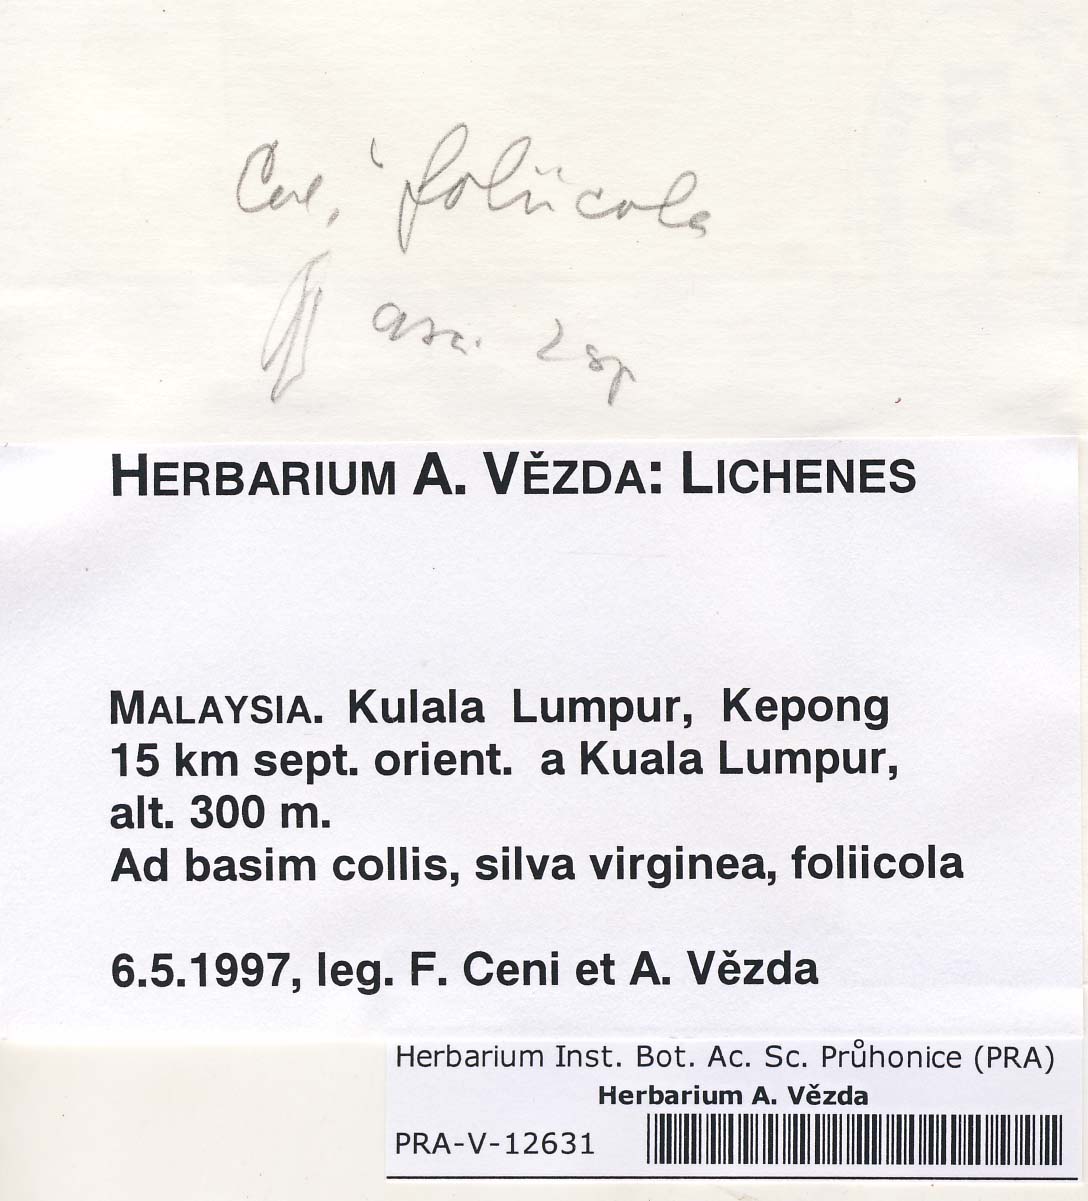 foliicola
asci 2 sp
HERBARIUM A. VĚZDA: LICHENES
MALAYSIA. Kulala Lumpur, Kepong
15 km sept. orient. a Kuala Lumpur,
alt. 300 m.
Ad basim collis, silva virginea, foliicola
6.5.1997, leg. F. Ceni et A. Vězda
Herbarium Inst. Bot. Ac. Sc. Průhonice (PRA)
Herbarium A. Vězda
PRA-V-12631